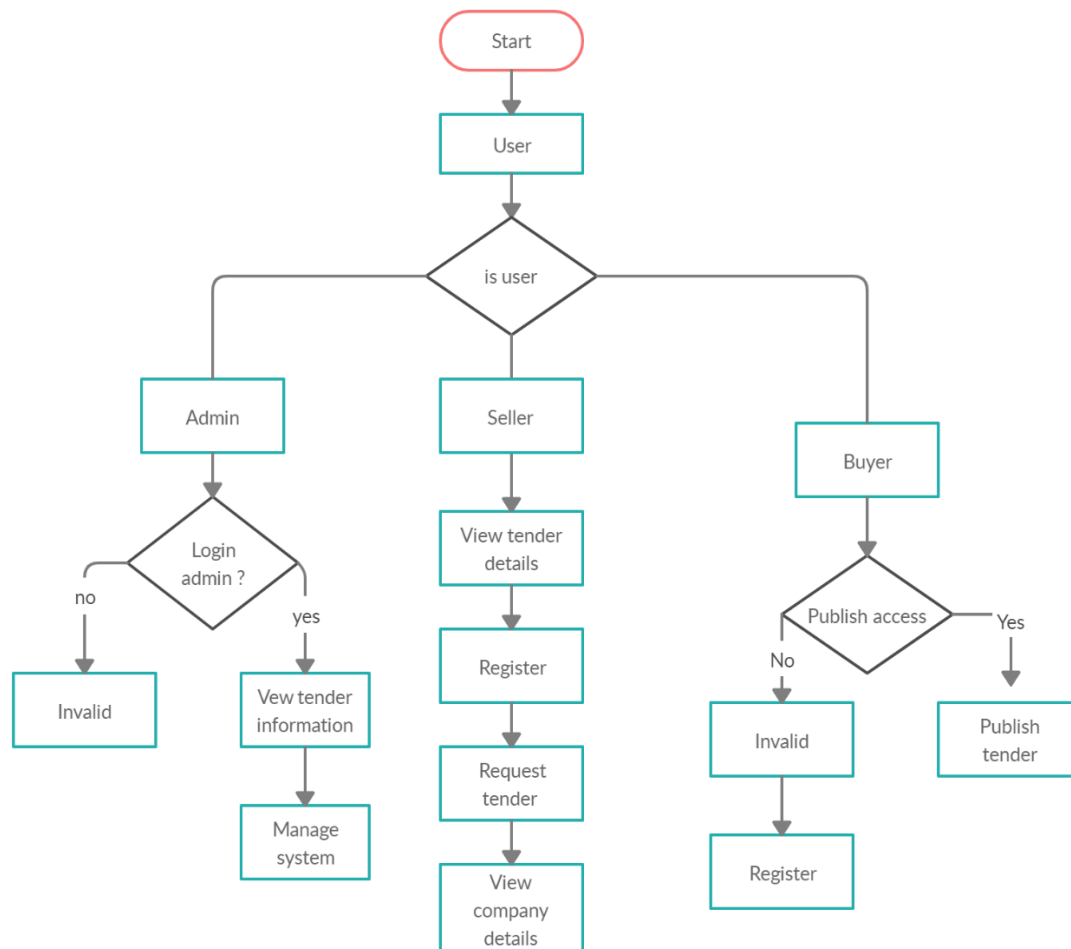 Start
User
is user
Admin
Seller
Buyer
Login
admin ?
no
yes
View tender
details
Publish access
No
Yes
Invalid
Vew tender
information
Register
Invalid
Publish
tender
Manage
system
Request
tender
Register
View
company
details